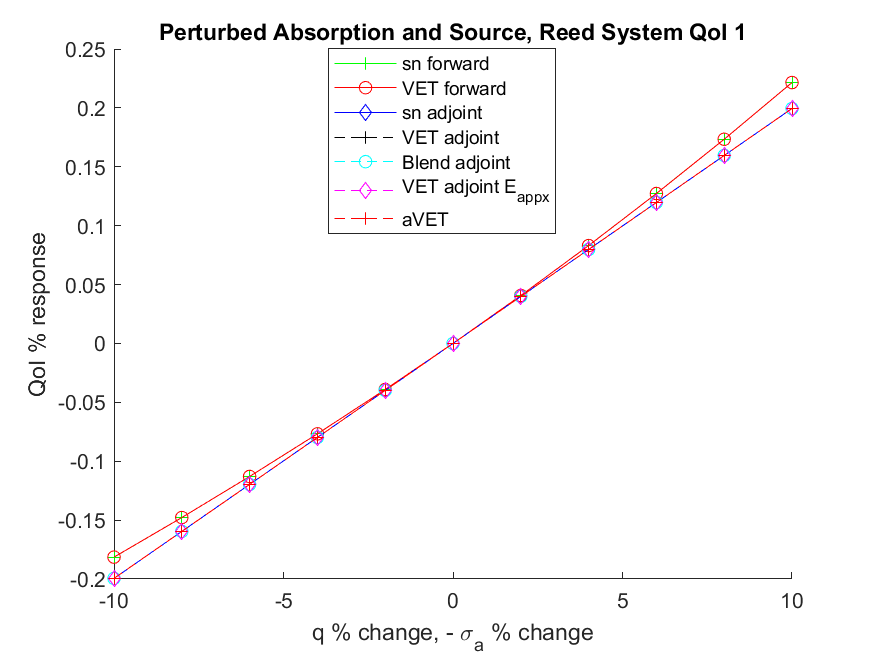 Perturbed Absorption and Source, Reed System QoI 1
sn forward
VET forward
sn adjoint
VET adjoint
Blend adjoint
VET adjoint E_appx
aVET
0.25
0.2
0.15
0.1
0.05
0
-0.05
-0.1
-0.15
-0.2
QoI % response
-10
-5
0
5
10
q % change, - σ_a % change